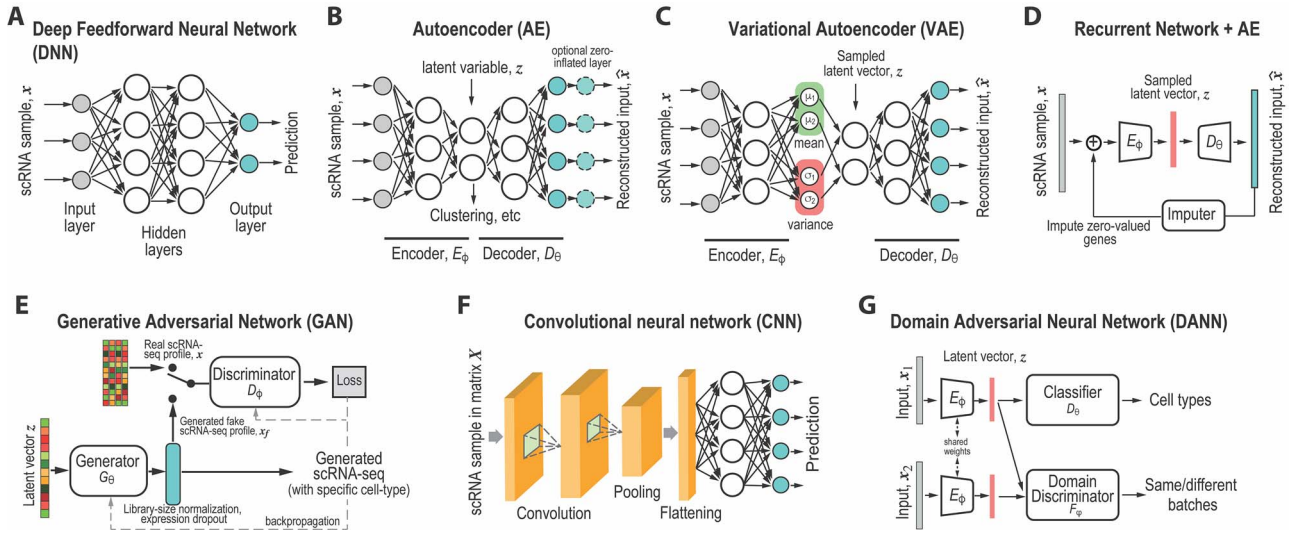 A
Deep Feedforward Neural Network
(DNN)
scRNA sample, x
Input
layer
Hidden
layers
Output
layer
Prediction
B
Autoencoder (AE)
optional zero-
inflated layer
latent variable, z
scRNA sample, x
Clustering, etc
Reconstructed input, x̂
Encoder, Eϕ
Decoder, Dθ
C
Variational Autoencoder (VAE)
Sampled
latent vector, z
scRNA sample, x
μ1
μ2
mean
σ1
σ2
variance
Reconstructed input, x̂
Encoder, Eϕ
Decoder, Dθ
D
Recurrent Network + AE
Sampled
latent vector, z
scRNA sample, x
+
Eϕ
Dθ
Reconstructed input, x̂
Imputer
Impute zero-valued
genes
E
Generative Adversarial Network (GAN)
Real scRNA-
seq profile, x
Discriminator
Dϕ
Loss
Generated fake
scRNA-seq profile, xf
Latent vector z
Generator
Gθ
Generated
scRNA-seq
(with specific cell-type)
Library-size normalization,
expression dropout
backpropagation
F
Convolutional neural network (CNN)
scRNA sample in matrix X
Convolution
Pooling
Flattening
Prediction
G
Domain Adversarial Neural Network (DANN)
Latent vector, z
Input, x1
Eϕ
Classifier
Dθ
Cell types
shared
weights
Input, x2
Eϕ
Domain
Discriminator
Fφ
Same/different
batches